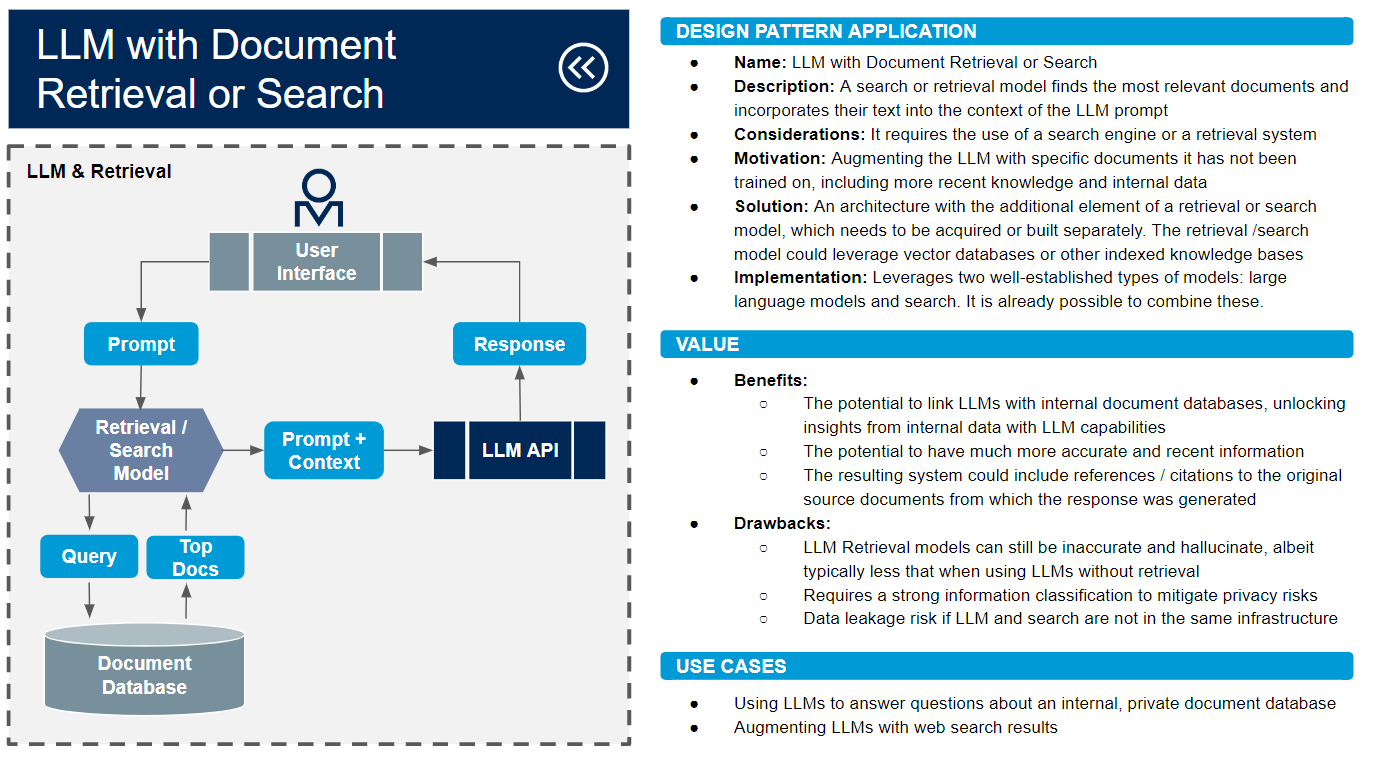 LLM with Document
Retrieval or Search
LLM & Retrieval
User
Interface
Prompt
Response
Retrieval /
Search
Model
Prompt +
Context
LLM API
Query
Top
Docs
Document
Database
DESIGN PATTERN APPLICATION
● Name: LLM with Document Retrieval or Search
● Description: A search or retrieval model finds the most relevant documents and
incorporates their text into the context of the LLM prompt
● Considerations: It requires the use of a search engine or a retrieval system
● Motivation: Augmenting the LLM with specific documents it has not been
trained on, including more recent knowledge and internal data
● Solution: An architecture with the additional element of a retrieval or search
model, which needs to be acquired or built separately. The retrieval /search
model could leverage vector databases or other indexed knowledge bases
● Implementation: Leverages two well-established types of models: large
language models and search. It is already possible to combine these.
VALUE
● Benefits:
○ The potential to link LLMs with internal document databases, unlocking
insights from internal data with LLM capabilities
○ The potential to have much more accurate and recent information
○ The resulting system could include references / citations to the original
source documents from which the response was generated
● Drawbacks:
○ LLM Retrieval models can still be inaccurate and hallucinate, albeit
typically less that when using LLMs without retrieval
○ Requires a strong information classification to mitigate privacy risks
○ Data leakage risk if LLM and search are not in the same infrastructure
USE CASES
● Using LLMs to answer questions about an internal, private document database
● Augmenting LLMs with web search results